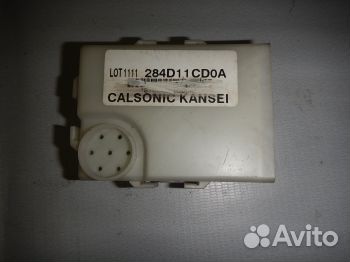 LOT1111 284D11CD0A
CALSONIC KANSEI
Avito